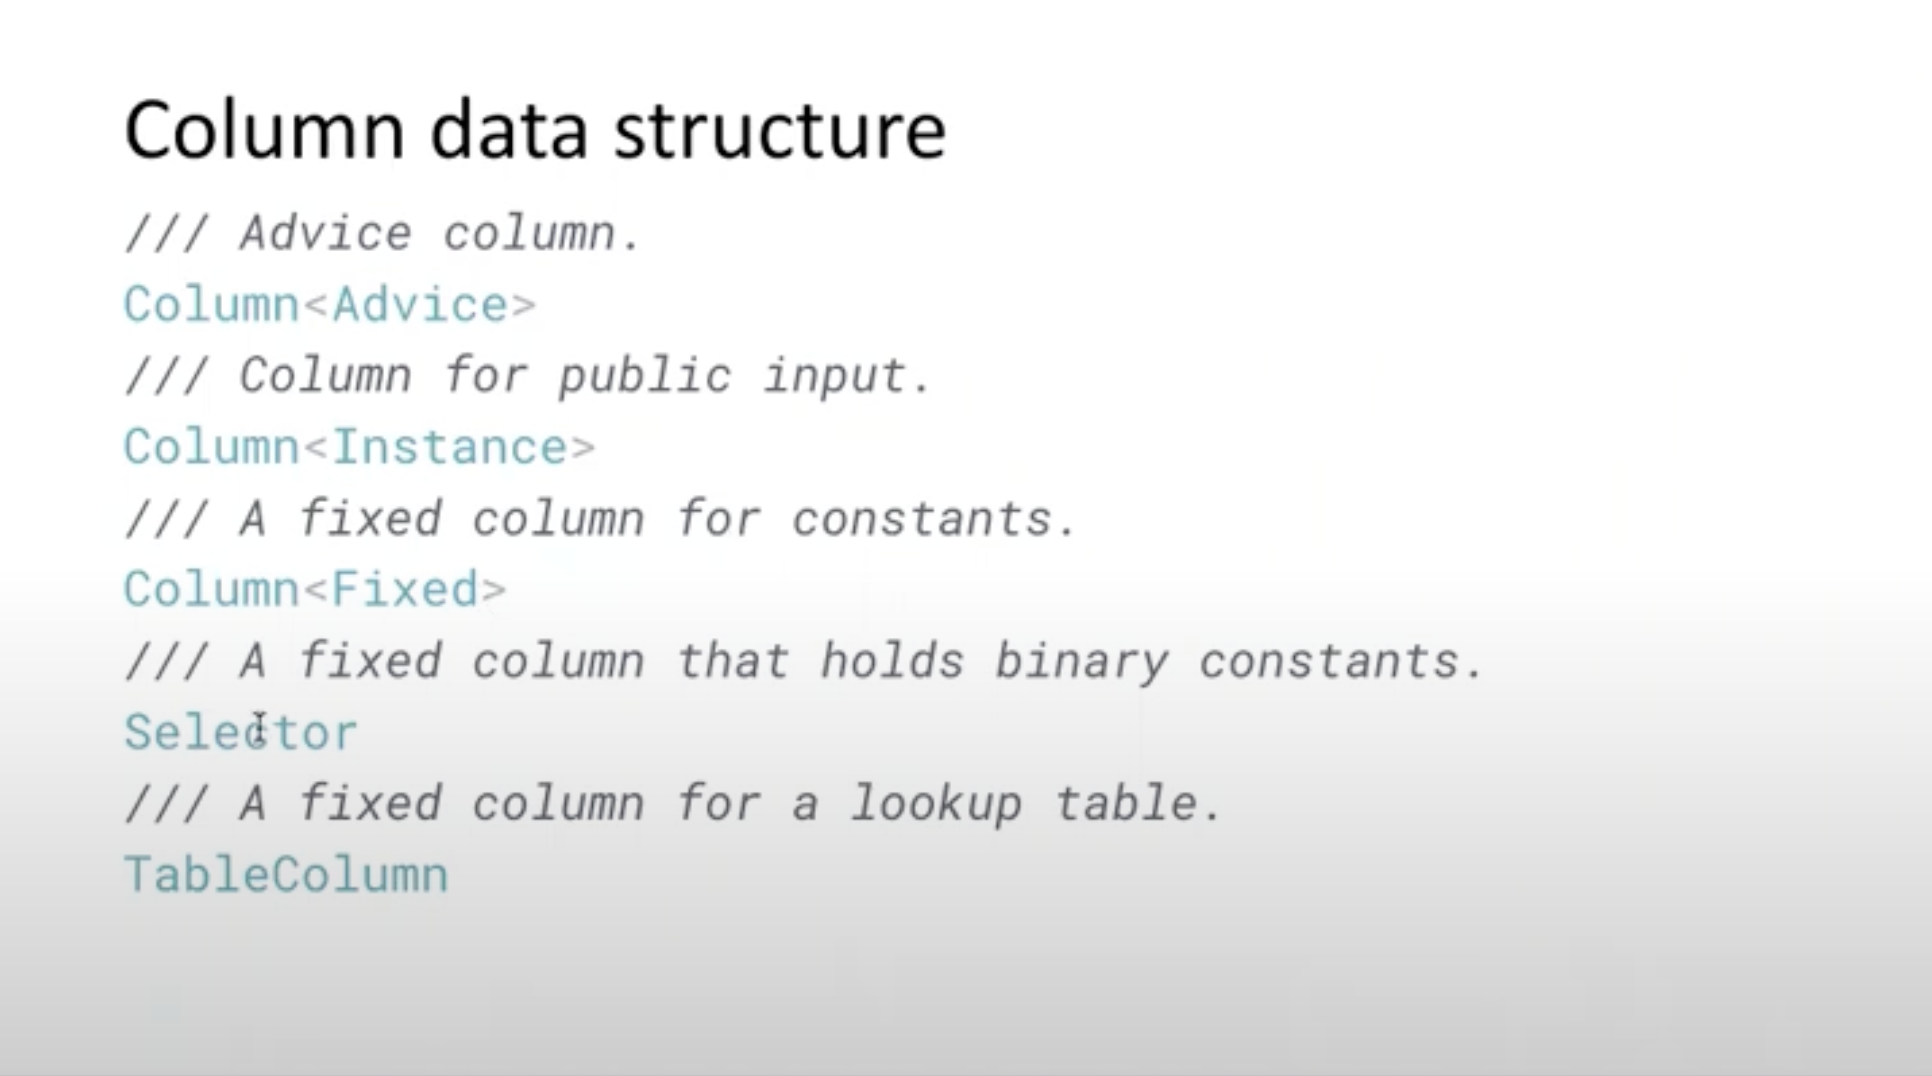 Column data structure
/// Advice column.
Column<Advice>
/// Column for public input.
Column<Instance>
/// A fixed column for constants.
Column<Fixed>
/// A fixed column that holds binary constants.
Selector
/// A fixed column for a lookup table.
TableColumn